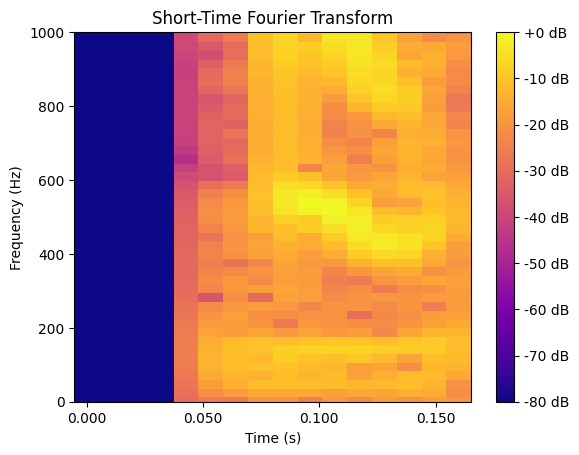 Short-Time Fourier Transform
1000
800
600
400
200
0
Frequency (Hz)
0.000
0.050
0.100
0.150
Time (s)
+0 dB
-10 dB
-20 dB
-30 dB
-40 dB
-50 dB
-60 dB
-70 dB
-80 dB